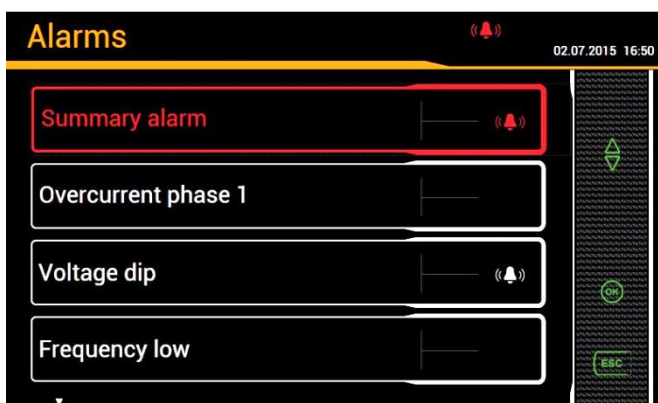 Alarms
02.07.2015 16:50
Summary alarm
Overcurrent phase 1
Voltage dip
OK
Frequency low
ESC